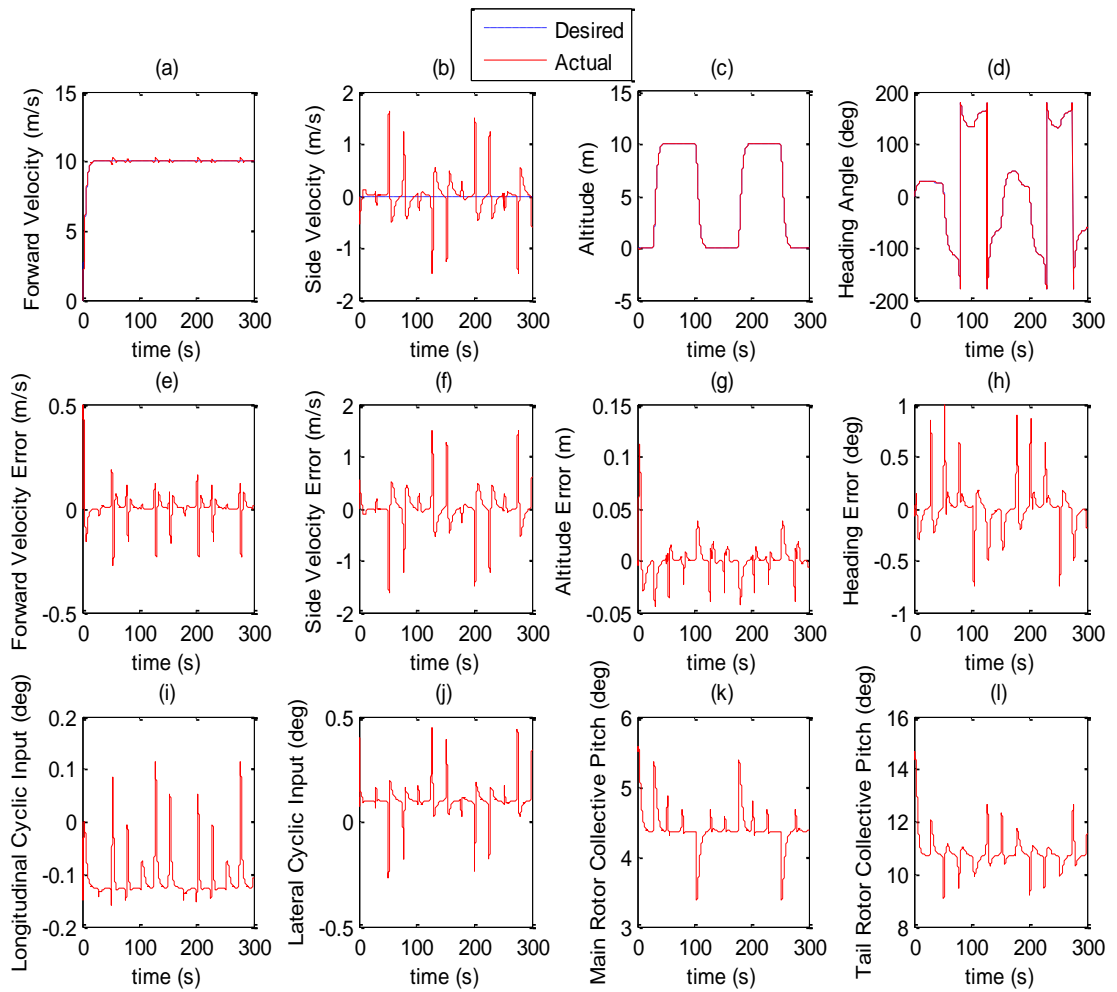 Desired
Actual
(a)
(b)
(c)
(d)
Forward Velocity (m/s)
15
10
5
0
0 100 200 300
time (s)
Side Velocity (m/s)
2
1
0
-1
-2
0 100 200 300
time (s)
Altitude (m)
15
10
5
0
-5
0 100 200 300
time (s)
Heading Angle (deg)
200
100
0
-100
-200
0 100 200 300
time (s)
(e)
(f)
(g)
(h)
Forward Velocity Error (m/s)
0.5
0
-0.5
0 100 200 300
time (s)
Side Velocity Error (m/s)
2
1
0
-1
-2
0 100 200 300
time (s)
Altitude Error (m)
0.15
0.1
0.05
0
-0.05
0 100 200 300
time (s)
Heading Error (deg)
1
0.5
0
-0.5
-1
0 100 200 300
time (s)
(i)
(j)
(k)
(l)
Longitudinal Cyclic Input (deg)
0.2
0.1
0
-0.1
-0.2
0 100 200 300
time (s)
Lateral Cyclic Input (deg)
0.5
0
-0.5
0 100 200 300
time (s)
Main Rotor Collective Pitch (deg)
6
5
4
3
0 100 200 300
time (s)
Tail Rotor Collective Pitch (deg)
16
14
12
10
8
0 100 200 300
time (s)